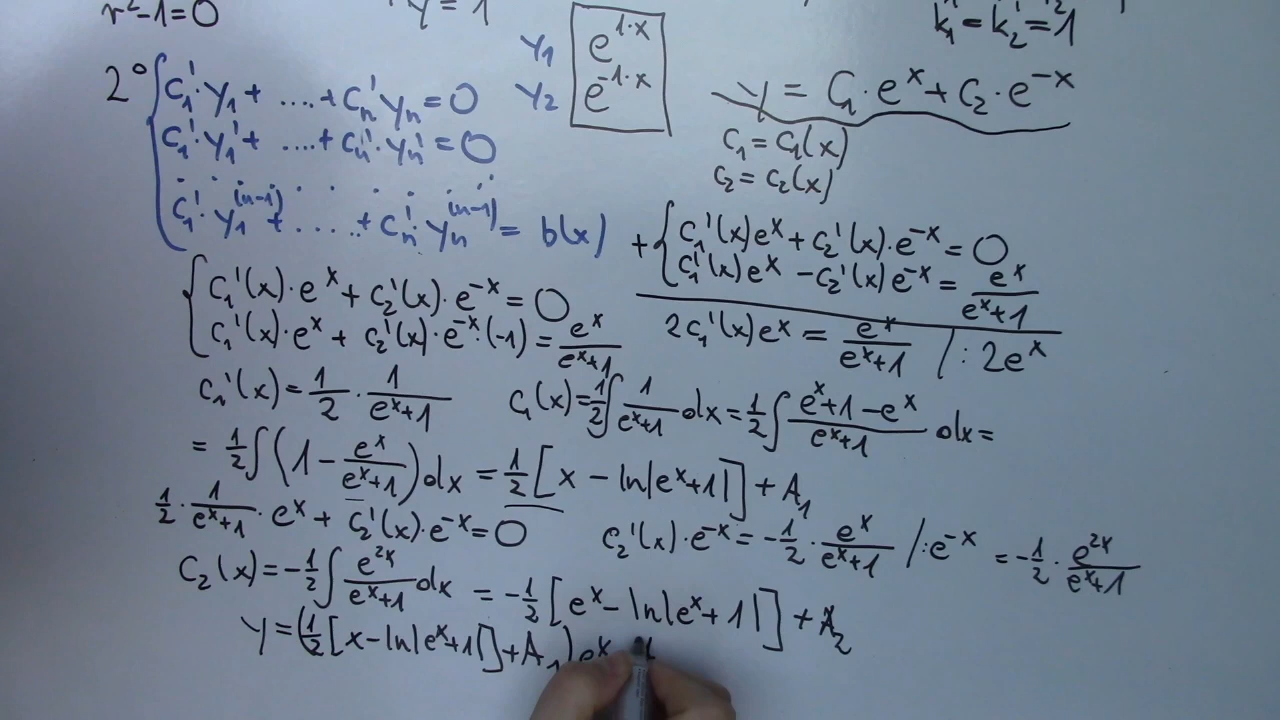 r²-1=0
y=1
k₁=k₂=1
2° { C₁'·y₁+ ....+Cₙ'yₙ=0
C₁'·y₁'+ ....+Cₙ'·yₙ'=0
. . . . . . . . .
C₁'·y₁⁽ⁿ⁻¹⁾+.....+Cₙ'·yₙ⁽ⁿ⁻¹⁾= b(x)
y₁ e^{1·x}
y₂ e^{-1·x}
y = C₁·e^x+C₂·e^{-x}
C₁=C₁(x)
C₂=C₂(x)
+{ C₁'(x)e^x+C₂'(x)·e^{-x}=0
C₁'(x)e^x -C₂'(x)e^{-x} = e^x/(e^x+1)
2C₁'(x)e^x = e^x/(e^x+1) /:2e^x
{ C₁'(x)·e^x+C₂'(x)·e^{-x}=0
C₁'(x)·e^x+ C₂'(x)·e^{-x}·(-1)= e^x/(e^x+1)
C₁'(x)= 1/2 · 1/(e^x+1) C₁(x)= 1/2 ∫ 1/(e^x+1) dx= 1/2 ∫ (e^x+1-e^x)/(e^x+1) dx=
= 1/2 ∫ (1- e^x/(e^x+1)) dx = 1/2 [x-ln|e^x+1|] +A₁
1/2 · 1/(e^x+1) · e^x+ C₂'(x)·e^{-x}=0 C₂'(x)·e^{-x}= -1/2 · e^x/(e^x+1) /:e^{-x} = -1/2 · e^{2x}/(e^x+1)
C₂(x)= -1/2 ∫ e^{2x}/(e^x+1) dx = -1/2 [e^x-ln|e^x+1|] +A₂
y=(1/2 [x-ln|e^x+1|]+A₁)e^x